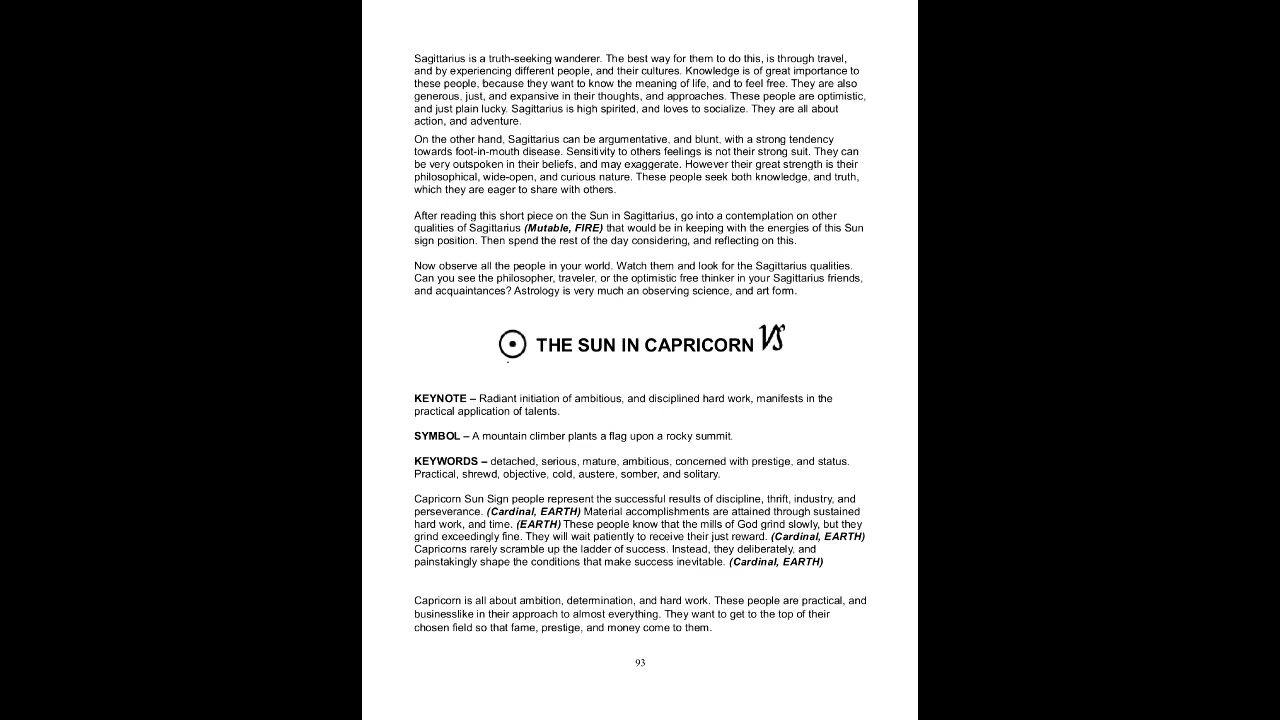 Sagittarius is a truth-seeking wanderer. The best way for them to do this, is through travel,
and by experiencing different people, and their cultures. Knowledge is of great importance to
these people, because they want to know the meaning of life, and to feel free. They are also
generous, just, and expansive in their thoughts, and approaches. These people are optimistic,
and just plain lucky. Sagittarius is high spirited, and loves to socialize. They are all about
action, and adventure.
On the other hand, Sagittarius can be argumentative, and blunt, with a strong tendency
towards foot-in-mouth disease. Sensitivity to others feelings is not their strong suit. They can
be very outspoken in their beliefs, and may exaggerate. However their great strength is their
philosophical, wide-open, and curious nature. These people seek both knowledge, and truth,
which they are eager to share with others.
After reading this short piece on the Sun in Sagittarius, go into a contemplation on other
qualities of Sagittarius (Mutable, FIRE) that would be in keeping with the energies of this Sun
sign position. Then spend the rest of the day considering, and reflecting on this.
Now observe all the people in your world. Watch them and look for the Sagittarius qualities.
Can you see the philosopher, traveler, or the optimistic free thinker in your Sagittarius friends,
and acquaintances? Astrology is very much an observing science, and art form.
THE SUN IN CAPRICORN
KEYNOTE – Radiant initiation of ambitious, and disciplined hard work, manifests in the
practical application of talents.
SYMBOL – A mountain climber plants a flag upon a rocky summit.
KEYWORDS – detached, serious, mature, ambitious, concerned with prestige, and status.
Practical, shrewd, objective, cold, austere, somber, and solitary.
Capricorn Sun Sign people represent the successful results of discipline, thrift, industry, and
perseverance. (Cardinal, EARTH) Material accomplishments are attained through sustained
hard work, and time. (EARTH) These people know that the mills of God grind slowly, but they
grind exceedingly fine. They will wait patiently to receive their just reward. (Cardinal, EARTH)
Capricorns rarely scramble up the ladder of success. Instead, they deliberately, and
painstakingly shape the conditions that make success inevitable. (Cardinal, EARTH)
Capricorn is all about ambition, determination, and hard work. These people are practical, and
businesslike in their approach to almost everything. They want to get to the top of their
chosen field so that fame, prestige, and money come to them.
93